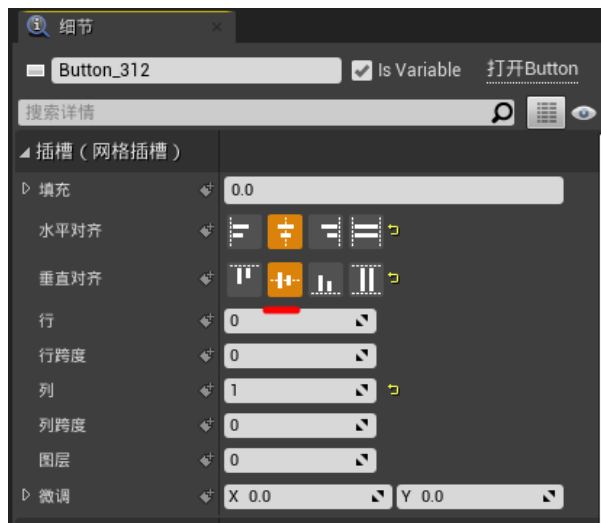 细节
Button_312 Is Variable 打开Button
搜索详情
插槽（网格插槽）
填充 0.0
水平对齐
垂直对齐
行 0
行跨度 0
列 1
列跨度 0
图层 0
微调 X 0.0 Y 0.0